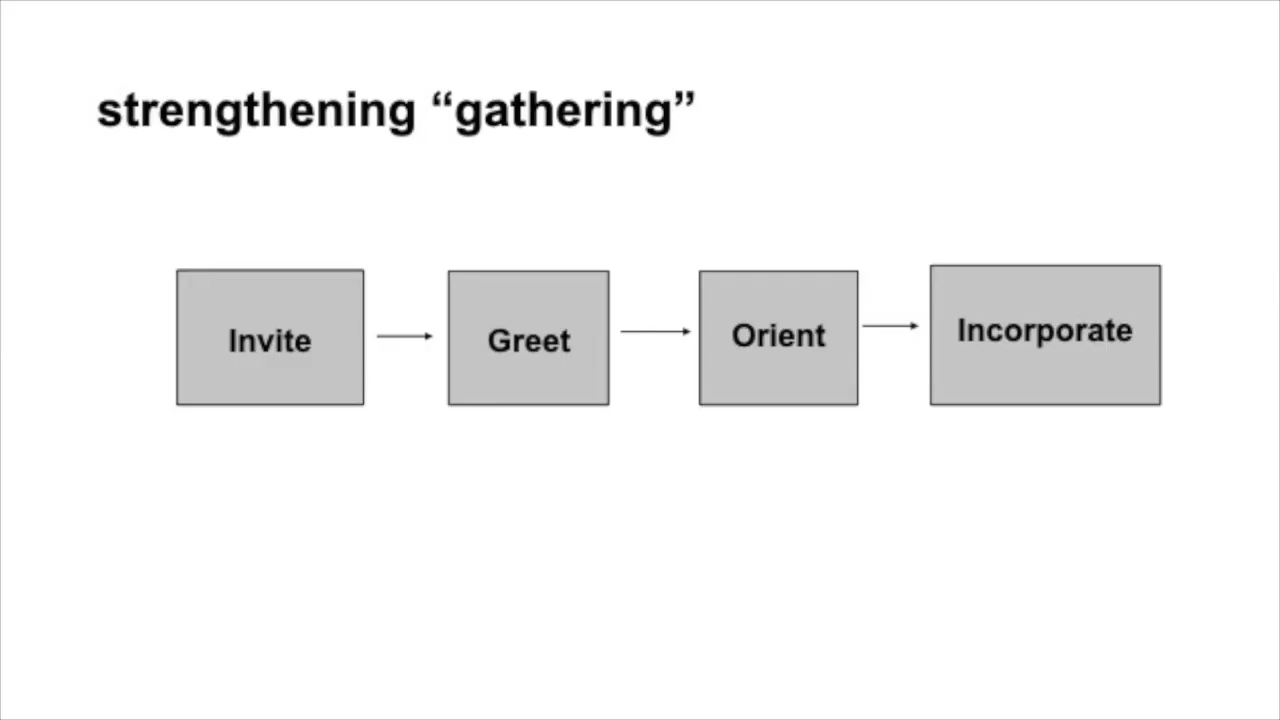 strengthening “gathering”
Invite
Greet
Orient
Incorporate